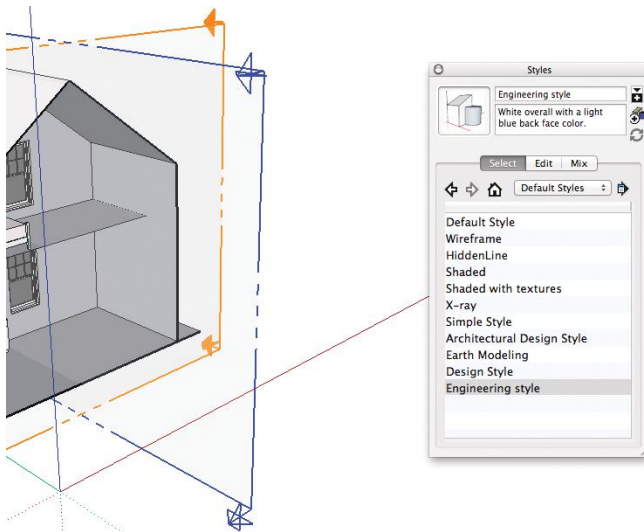 Styles
Engineering style
White overall with a light
blue back face color.
Select Edit Mix
Default Styles
Default Style
Wireframe
HiddenLine
Shaded
Shaded with textures
X-ray
Simple Style
Architectural Design Style
Earth Modeling
Design Style
Engineering style